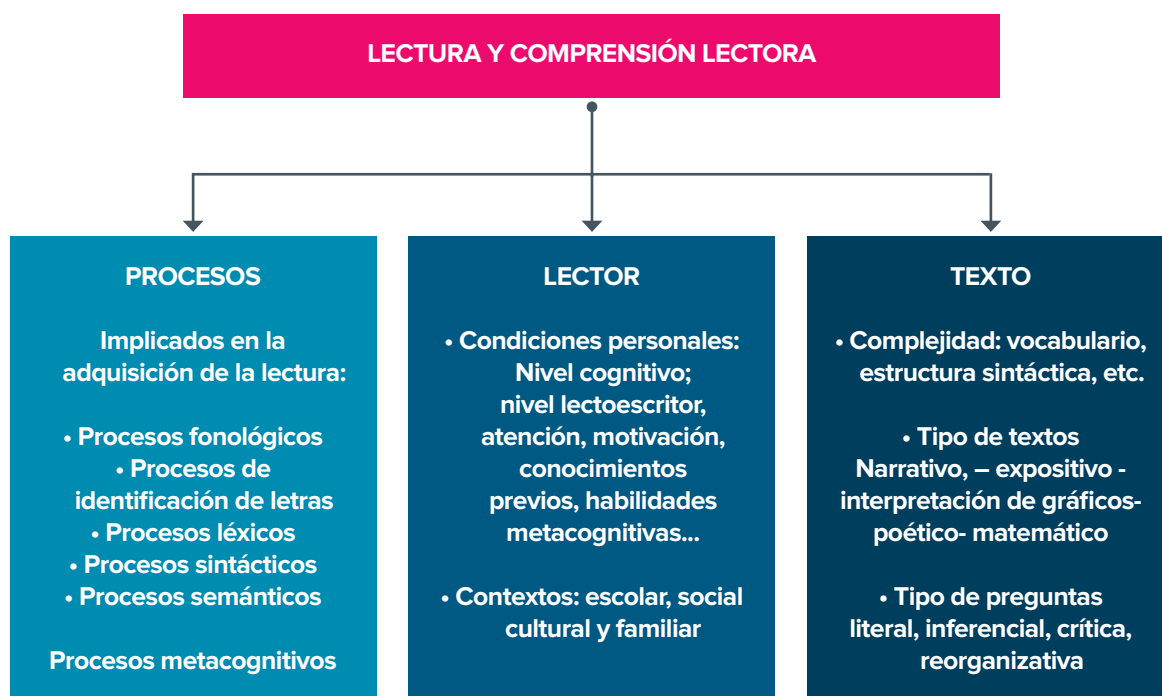 LECTURA Y COMPRENSIÓN LECTORA
PROCESOS
Implicados en la
adquisición de la lectura:
• Procesos fonológicos
• Procesos de
identificación de letras
• Procesos léxicos
• Procesos sintácticos
• Procesos semánticos
Procesos metacognitivos
LECTOR
• Condiciones personales:
Nivel cognitivo;
nivel lectoescritor,
atención, motivación,
conocimientos
previos, habilidades
metacognitivas...
• Contextos: escolar, social
cultural y familiar
TEXTO
• Complejidad: vocabulario,
estructura sintáctica, etc.
• Tipo de textos
Narrativo, – expositivo -
interpretación de gráficos-
poético- matemático
• Tipo de preguntas
literal, inferencial, crítica,
reorganizativa